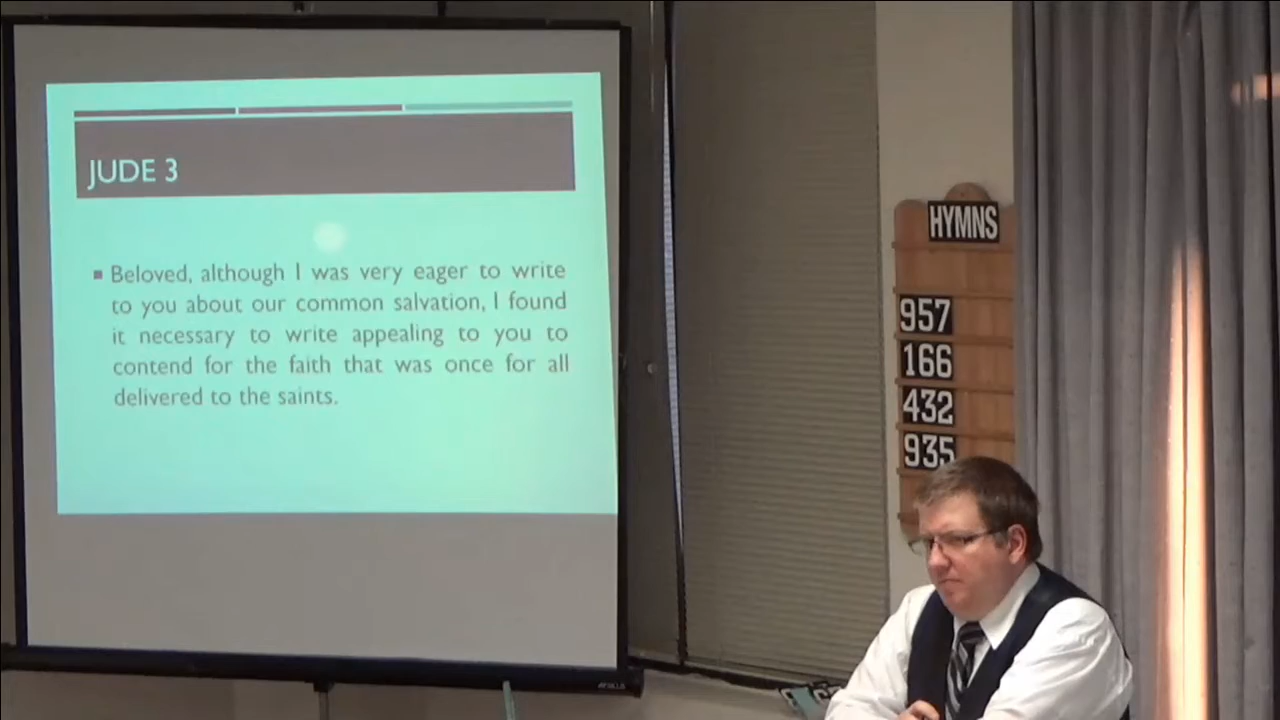 JUDE 3
Beloved, although I was very eager to write
to you about our common salvation, I found
it necessary to write appealing to you to
contend for the faith that was once for all
delivered to the saints.
HYMNS
957
166
432
935